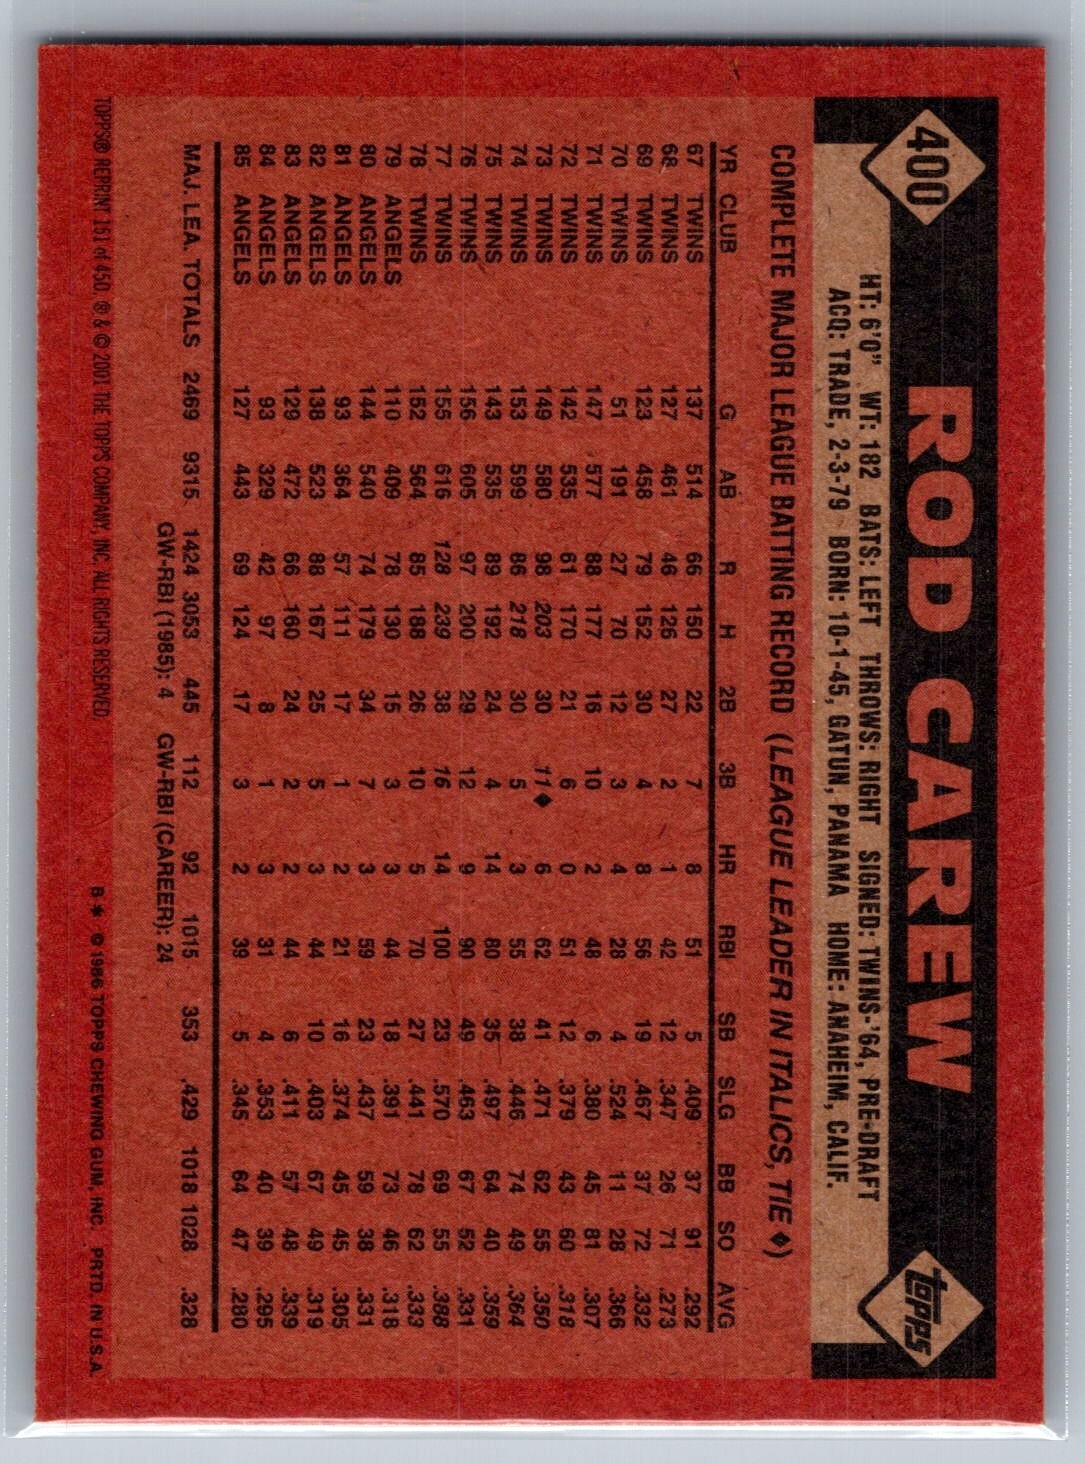 400
ROD CAREW
topps
HT: 6'0" WT: 182 BATS: LEFT THROWS: RIGHT SIGNED: TWINS-'64, PRE-DRAFT
ACQ: TRADE, 2-3-79 BORN: 10-1-45, GATUN, PANAMA HOME: ANAHEIM, CALIF.
COMPLETE MAJOR LEAGUE BATTING RECORD (LEAGUE LEADER IN ITALICS, TIE ♦)
YR CLUB G AB R H 2B 3B HR RBI SB SLG BB SO AVG
67 TWINS 137 514 66 150 22 7 8 51 5 .409 37 91 .292
68 TWINS 127 461 46 126 27 2 1 42 12 .347 26 71 .273
69 TWINS 123 458 79 152 30 4 8 56 19 .467 37 72 .332
70 TWINS 51 191 27 70 12 3 4 28 4 .524 11 28 .366
71 TWINS 147 577 88 177 16 10 2 48 6 .380 45 81 .307
72 TWINS 142 535 61 170 21 6 0 51 12 .379 43 60 .318
73 TWINS 149 580 98 203 30 11♦ 6 62 41 .471 62 55 .350
74 TWINS 153 599 86 218 30 5 3 55 38 .446 74 49 .364
75 TWINS 143 535 89 192 24 4 14 80 35 .497 64 40 .359
76 TWINS 156 605 97 200 29 12 9 90 49 .463 67 52 .331
77 TWINS 155 616 128 239 38 16 14 100 23 .570 69 55 .388
78 TWINS 152 564 85 188 26 10 5 70 27 .441 78 62 .333
79 ANGELS 110 409 78 130 15 3 3 44 18 .391 73 46 .318
80 ANGELS 144 540 74 179 34 7 3 59 23 .437 59 38 .331
81 ANGELS 93 364 57 111 17 1 2 21 16 .374 45 45 .305
82 ANGELS 138 523 88 167 25 5 3 44 10 .403 67 49 .319
83 ANGELS 129 472 66 160 24 2 2 44 6 .411 57 48 .339
84 ANGELS 93 329 42 97 8 1 3 31 4 .353 40 39 .295
85 ANGELS 127 443 69 124 17 3 2 39 5 .345 64 47 .280
MAJ. LEA. TOTALS 2469 9315 1424 3053 445 112 92 1015 353 .429 1018 1028 .328
GW-RBI (1985): 4 GW-RBI (CAREER): 24
TOPPS® REPRINT 151 of 450. ® & © 2001 THE TOPPS COMPANY, INC. ALL RIGHTS RESERVED.
B✶ ©1986 TOPPS CHEWING GUM, INC. PRTD. IN U.S.A.